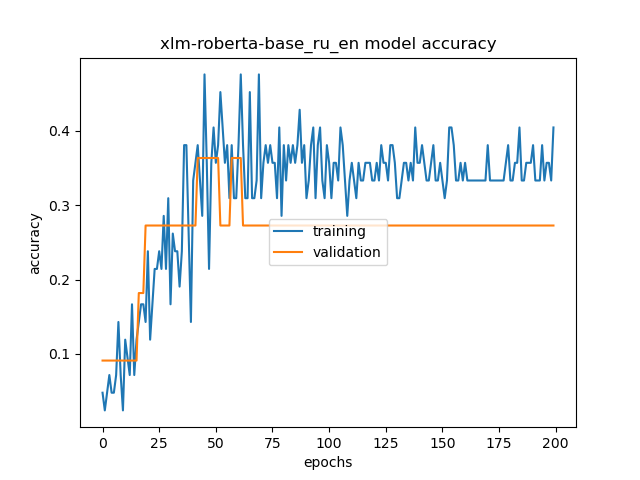 xlm-roberta-base_ru_en model accuracy
accuracy
0.4
0.3
0.2
0.1
training
validation
0 25 50 75 100 125 150 175 200
epochs